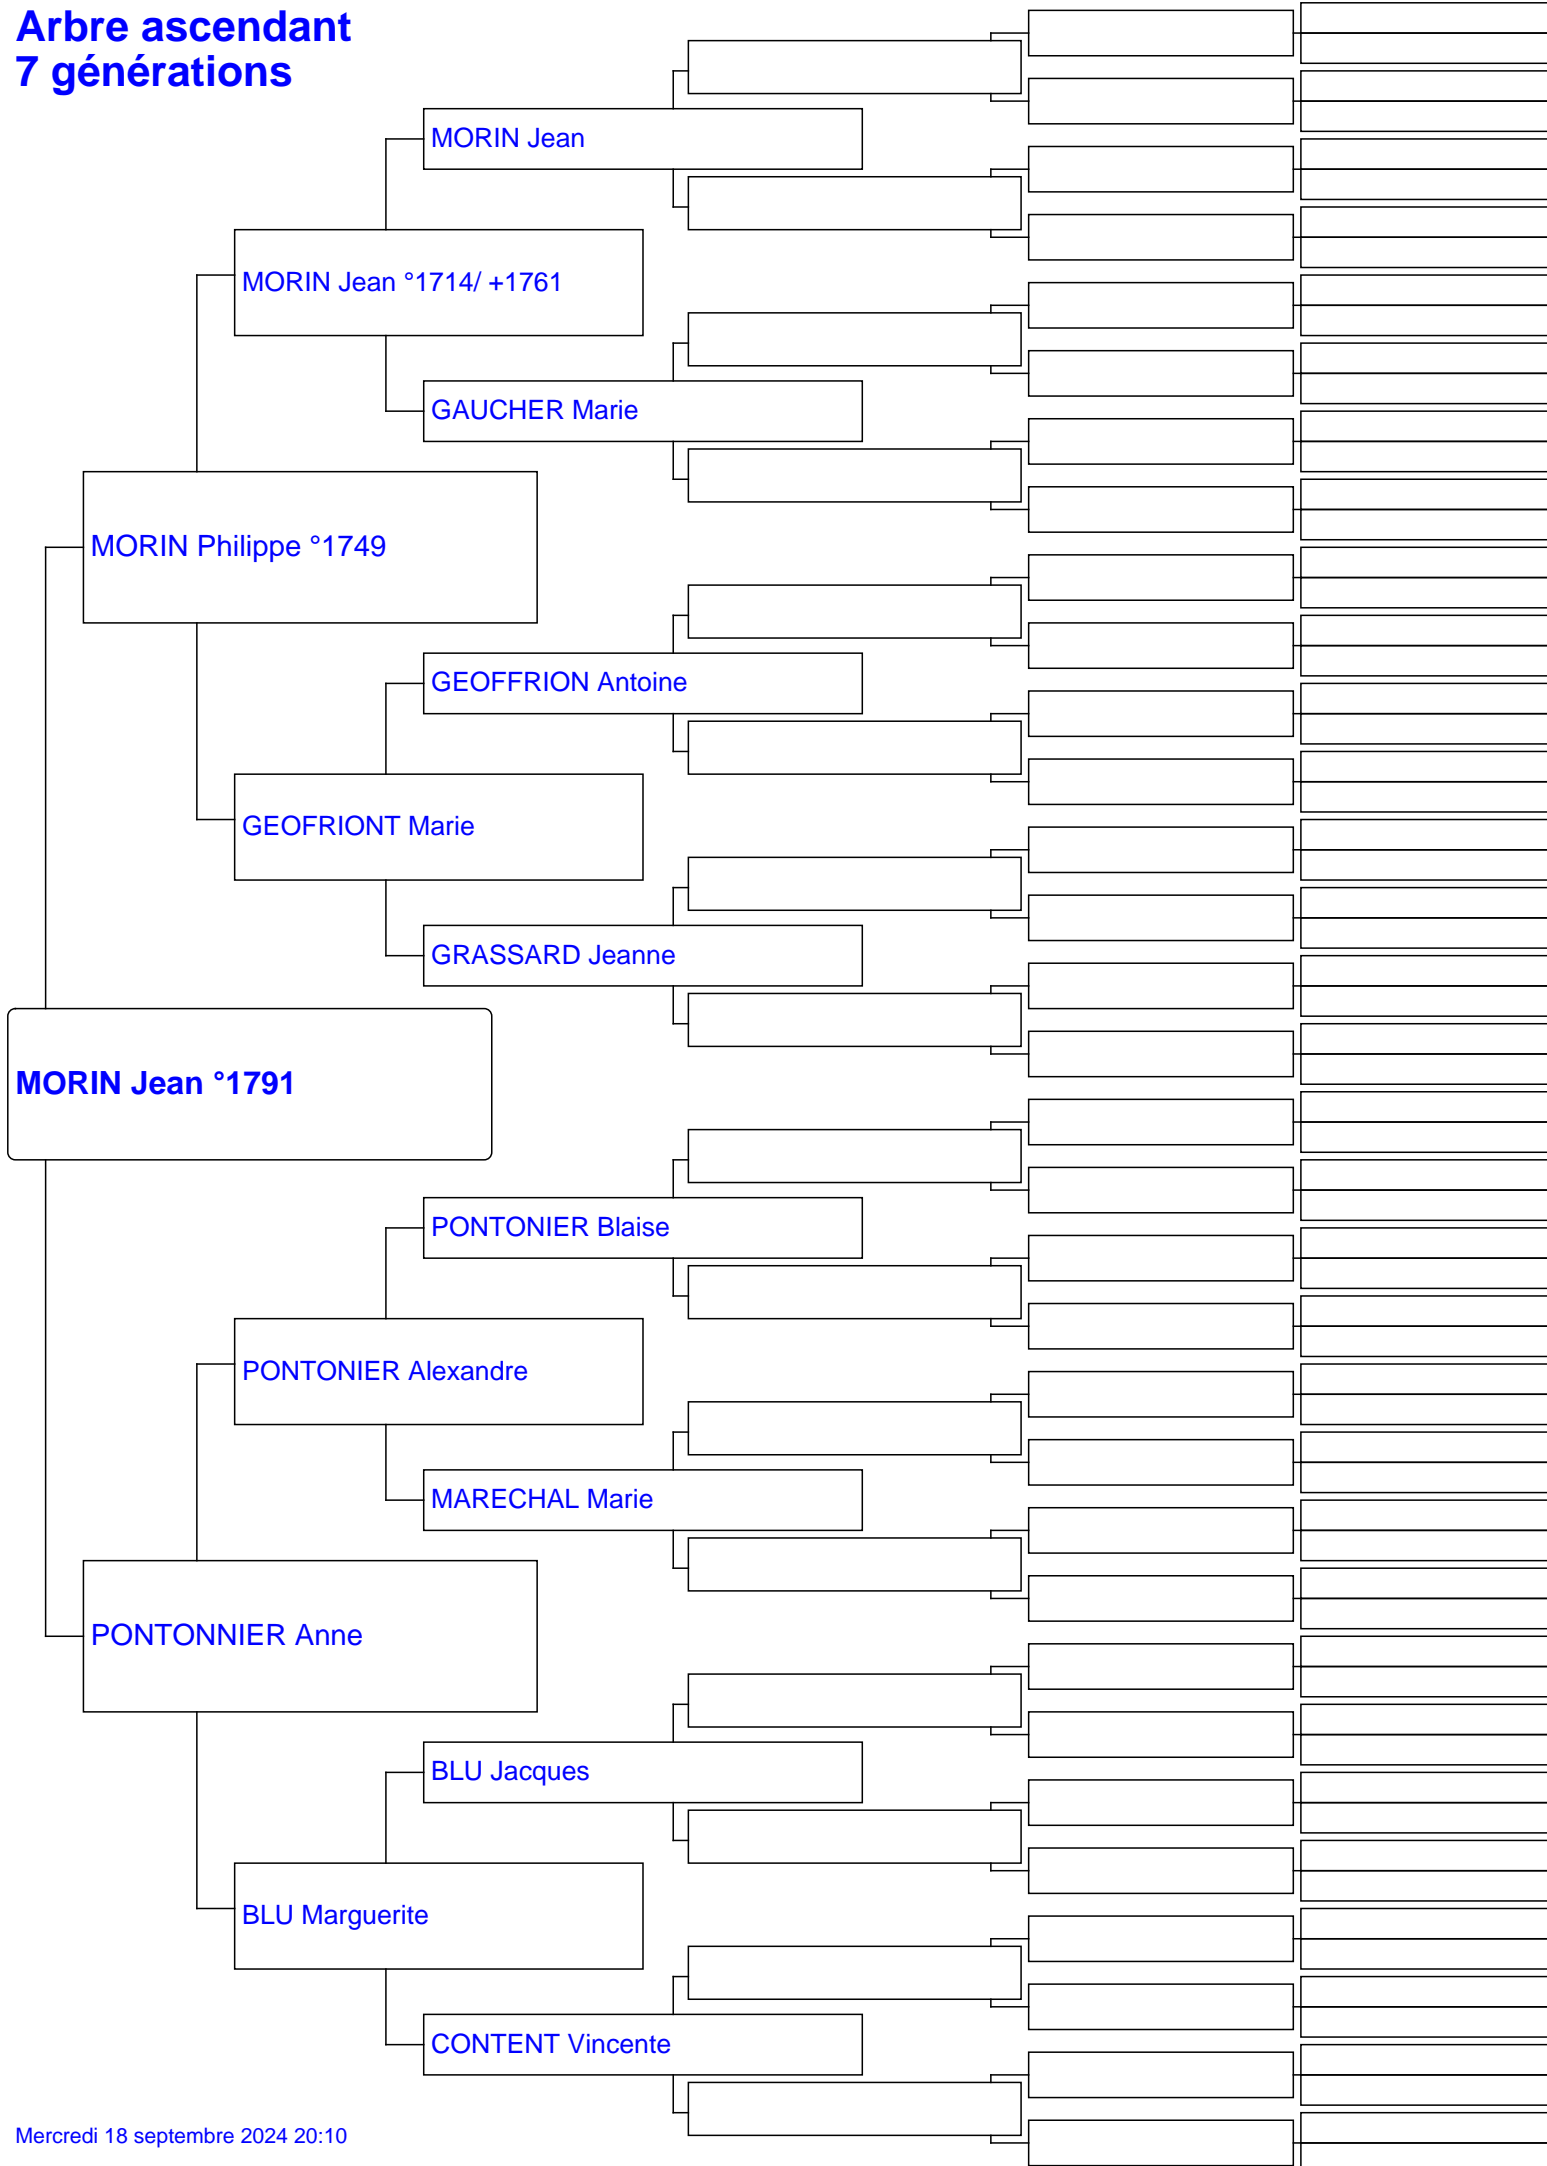 Arbre ascendant
7 générations
MORIN Jean
MORIN Jean °1714/ +1761
GAUCHER Marie
MORIN Philippe °1749
GEOFFRION Antoine
GEOFRIONT Marie
GRASSARD Jeanne
MORIN Jean °1791
PONTONIER Blaise
PONTONIER Alexandre
MARECHAL Marie
PONTONNIER Anne
BLU Jacques
BLU Marguerite
CONTENT Vincente
Mercredi 18 septembre 2024 20:10